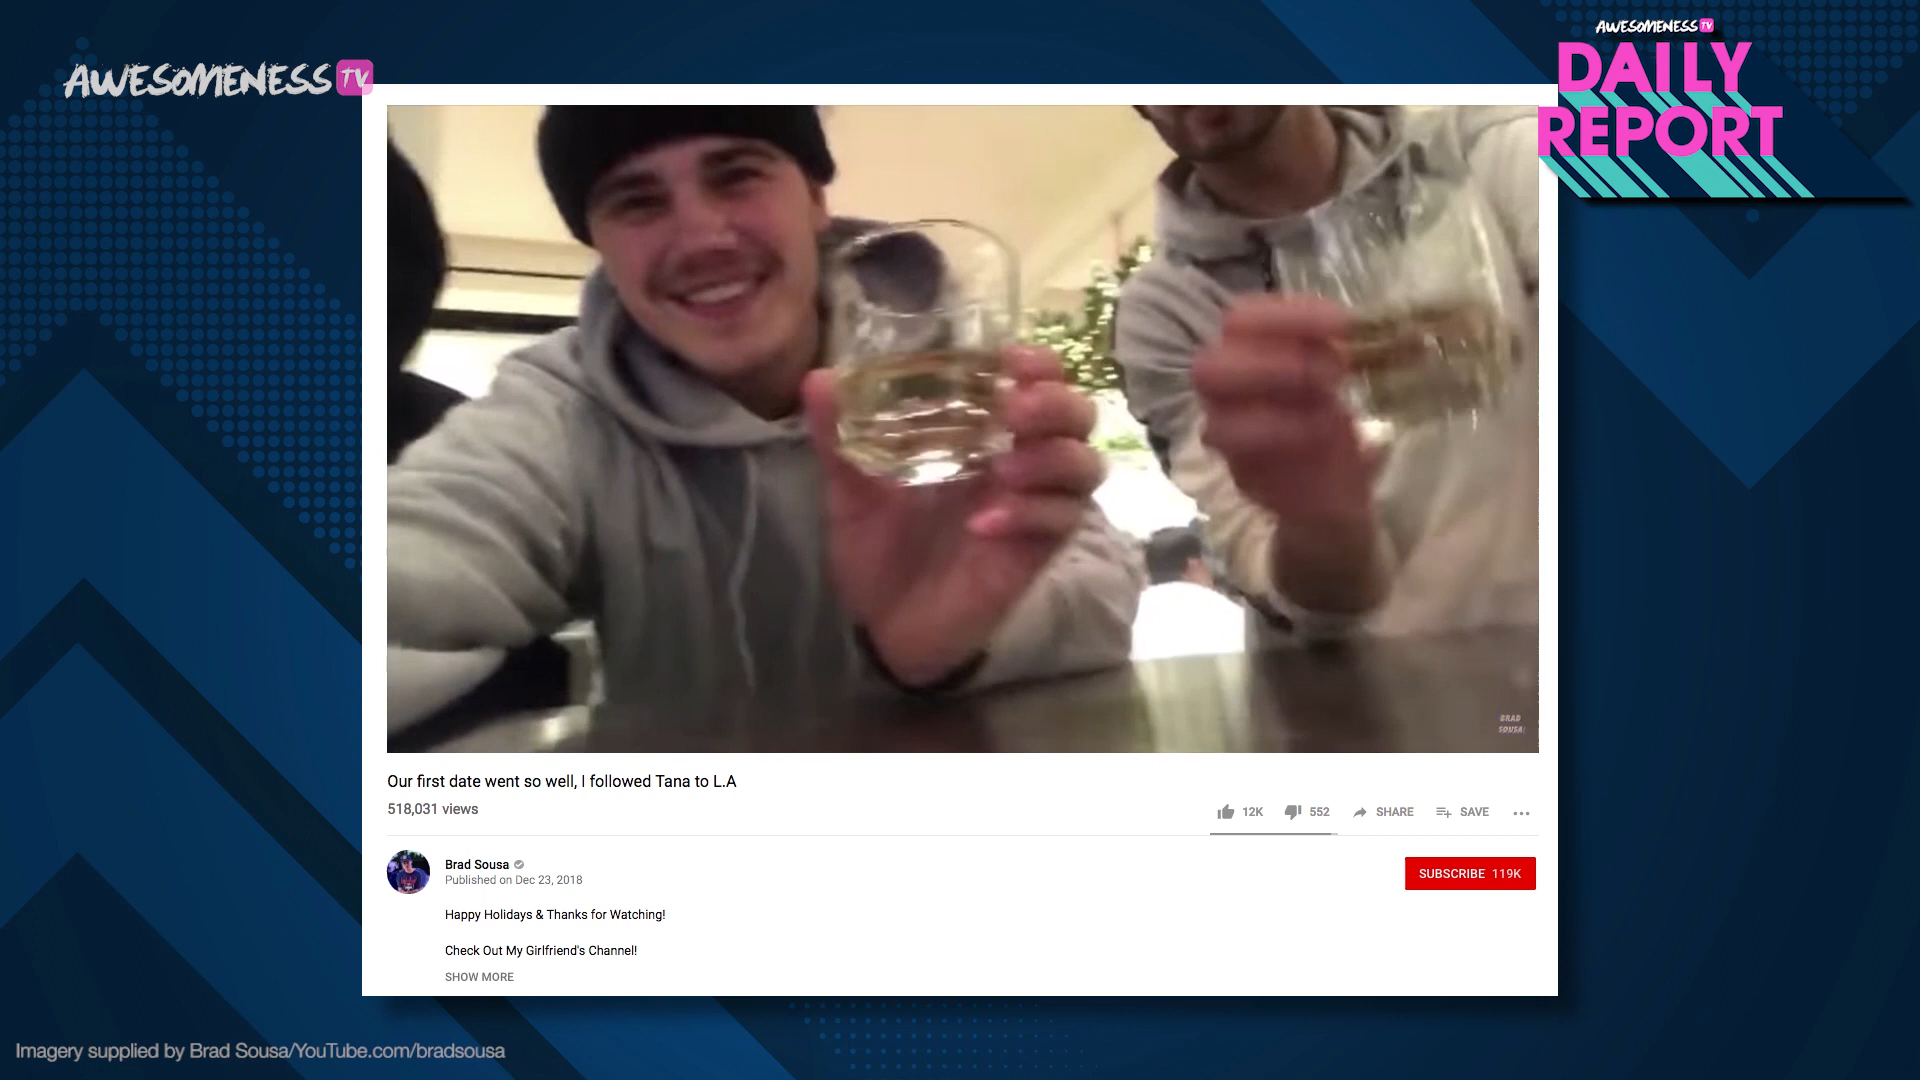 AWESOMENESS TV
AWESOMENESS TV
DAILY
REPORT
BRAD
SOUSA
Our first date went so well, I followed Tana to L.A
518,031 views
12K 552 SHARE SAVE
Brad Sousa
Published on Dec 23, 2018
SUBSCRIBE 119K
Happy Holidays & Thanks for Watching!
Check Out My Girlfriend's Channel!
SHOW MORE
Imagery supplied by Brad Sousa/YouTube.com/bradsousa